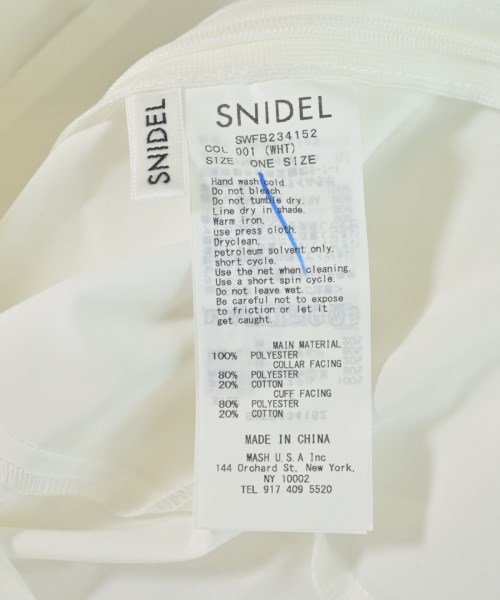 SNIDEL
SNIDEL
SWFB234152
COL 001 (WHT)
SIZE ONE SIZE
Hand wash cold.
Do not bleach.
Do not tumble dry.
Line dry in shade.
Warm iron.
use press cloth.
Dryclean,
petroleum solvent only.
short cycle.
Use the net when cleaning.
Use a short spin cycle.
Do not leave wet.
Be careful not to expose
to friction or let it
get caught.
MAIN MATERIAL
100% POLYESTER
COLLAR FACING
80% POLYESTER
20% COTTON
CUFF FACING
80% POLYESTER
20% COTTON
MADE IN CHINA
MASH U.S.A Inc
144 Orchard St. New York,
NY 10002
TEL 917 409 5520